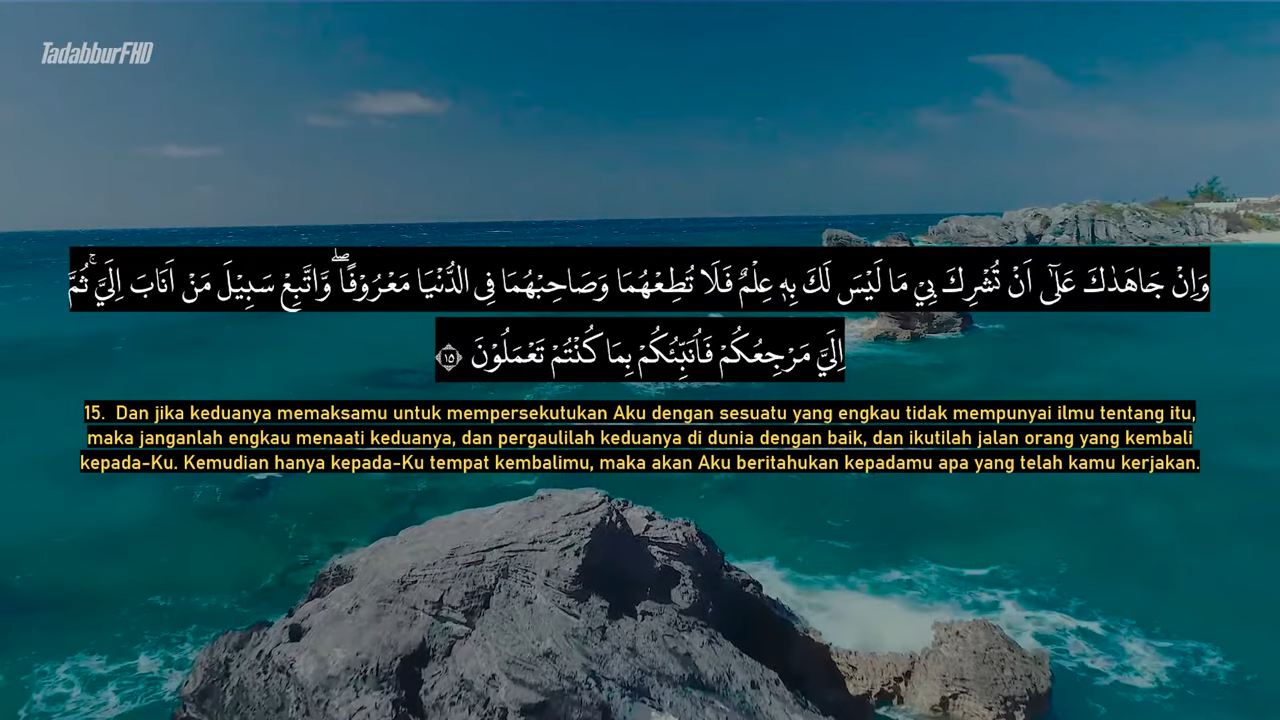 TadabburFHD
وَاِنْ جَاهَدٰكَ عَلٰٓى اَنْ تُشْرِكَ بِيْ مَا لَيْسَ لَكَ بِهٖ عِلْمٌ فَلَا تُطِعْهُمَا وَصَاحِبْهُمَا فِى الدُّنْيَا مَعْرُوْفًا ۖوَّاتَّبِعْ سَبِيْلَ مَنْ اَنَابَ اِلَيَّۚ ثُمَّ
اِلَيَّ مَرْجِعُكُمْ فَاُنَبِّئُكُمْ بِمَا كُنْتُمْ تَعْمَلُوْنَ ١٥
15. Dan jika keduanya memaksamu untuk mempersekutukan Aku dengan sesuatu yang engkau tidak mempunyai ilmu tentang itu,
maka janganlah engkau menaati keduanya, dan pergaulilah keduanya di dunia dengan baik, dan ikutilah jalan orang yang kembali
kepada-Ku. Kemudian hanya kepada-Ku tempat kembalimu, maka akan Aku beritahukan kepadamu apa yang telah kamu kerjakan.